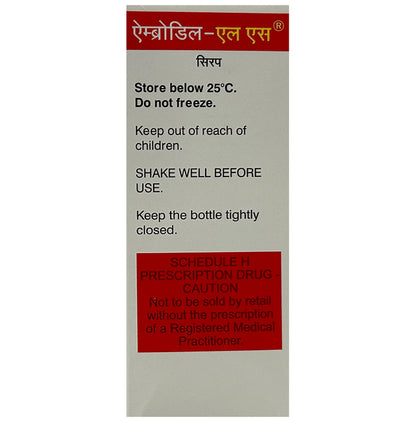 ऐम्ब्रोडिल-एल एस®
सिरप
Store below 25°C.
Do not freeze.
Keep out of reach of
children.
SHAKE WELL BEFORE
USE.
Keep the bottle tightly
closed.
SCHEDULE H
PRESCRIPTION DRUG -
CAUTION
Not to be sold by retail
without the prescription
of a Registered Medical
Practitioner.